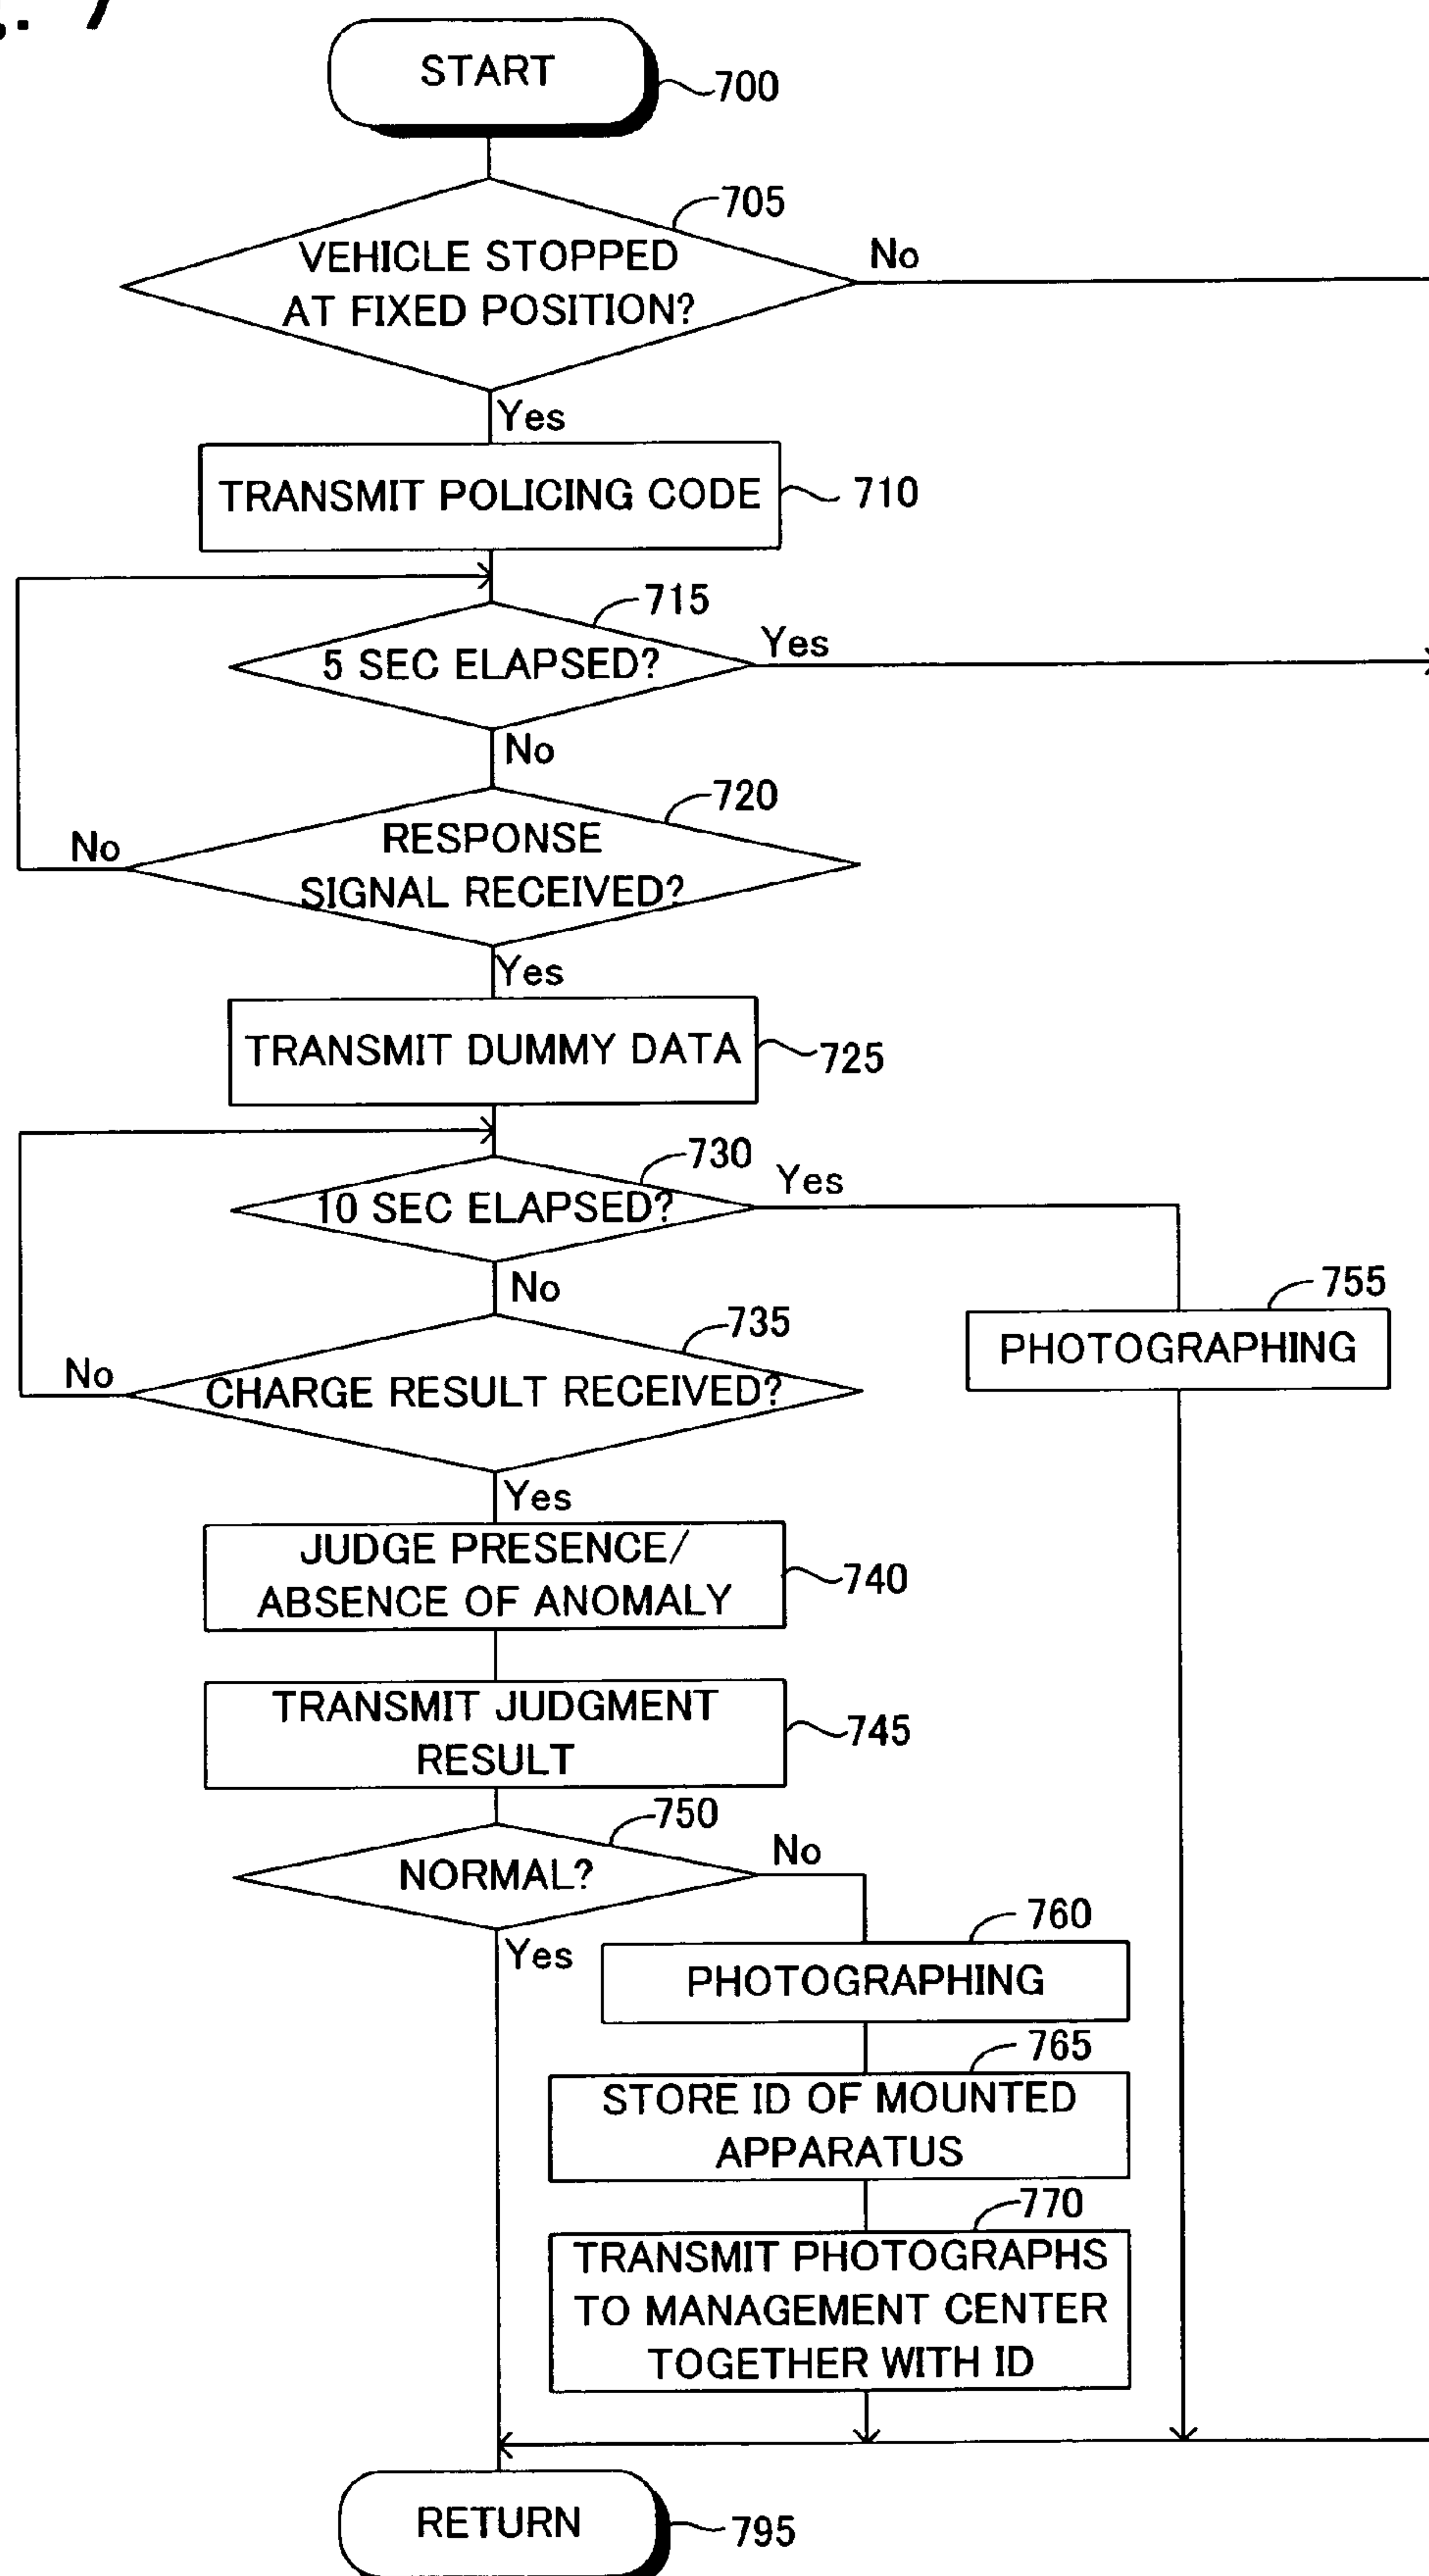 . 7
START
700
705
VEHICLE STOPPED
AT FIXED POSITION?
No
Yes
TRANSMIT POLICING CODE
710
715
5 SEC ELAPSED?
Yes
No
720
RESPONSE
SIGNAL RECEIVED?
No
Yes
TRANSMIT DUMMY DATA
725
730
10 SEC ELAPSED?
Yes
No
755
PHOTOGRAPHING
735
CHARGE RESULT RECEIVED?
No
Yes
JUDGE PRESENCE/
ABSENCE OF ANOMALY
740
TRANSMIT JUDGMENT
RESULT
745
750
NORMAL?
No
Yes
760
PHOTOGRAPHING
765
STORE ID OF MOUNTED
APPARATUS
770
TRANSMIT PHOTOGRAPHS
TO MANAGEMENT CENTER
TOGETHER WITH ID
RETURN
795